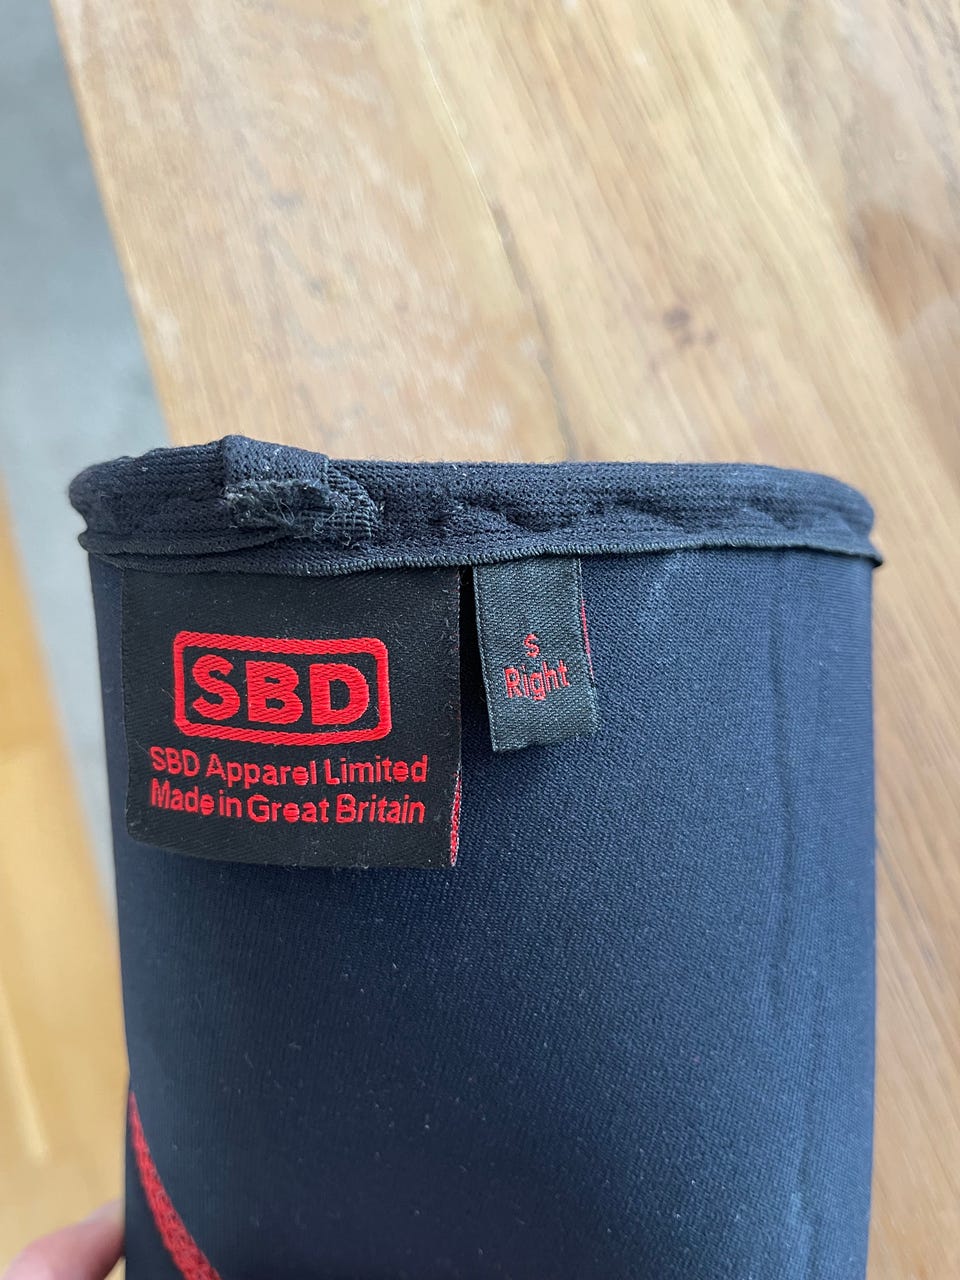 SBD
SBD Apparel Limited
Made in Great Britain
S
Right